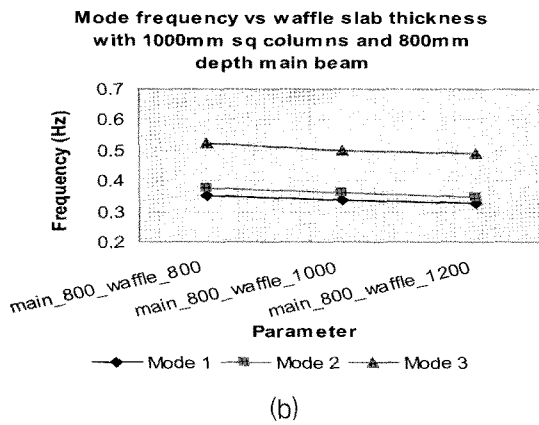 Mode frequency vs waffle slab thickness
with 1000mm sq columns and 800mm
depth main beam
Frequency (Hz)
0.7
0.6
0.5
0.4
0.3
0.2
main_800_waffle_800
main_800_waffle_1000
main_800_waffle_1200
Parameter
Mode 1
Mode 2
Mode 3
(b)